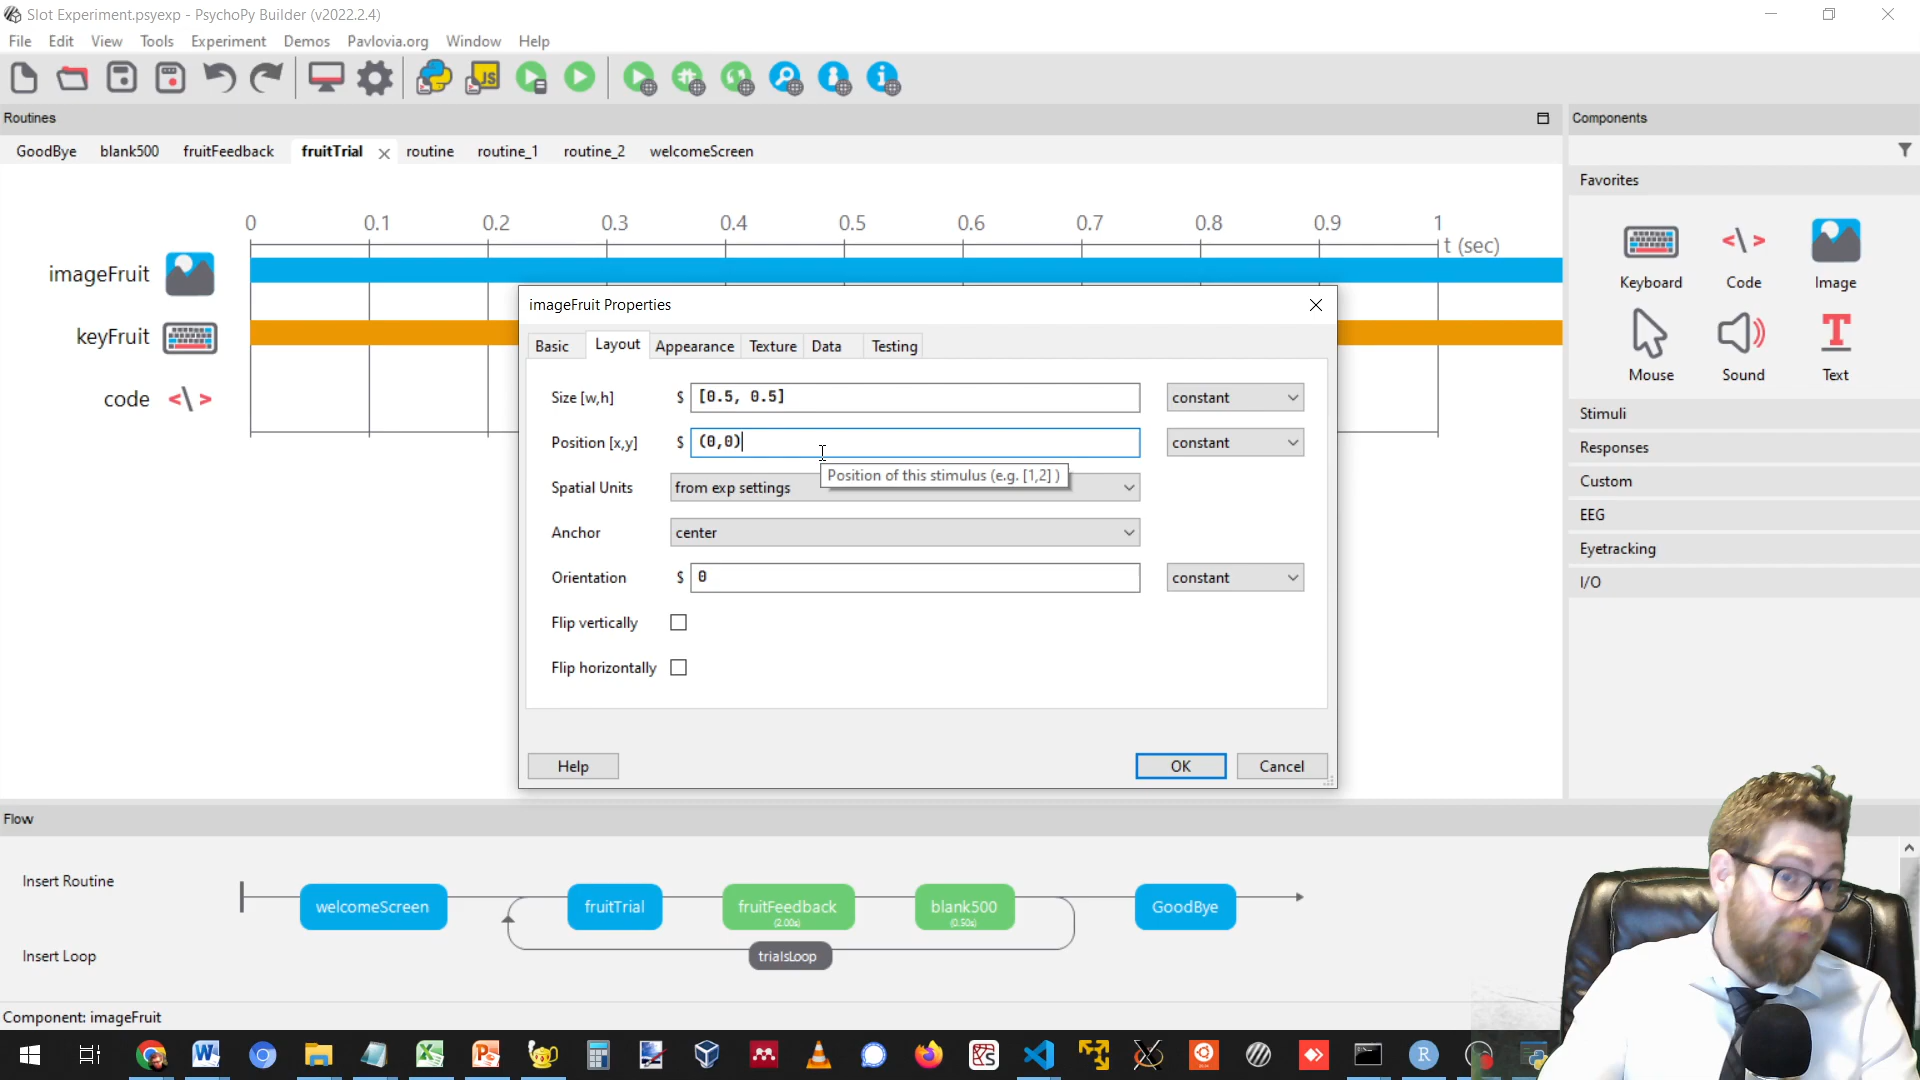 Slot Experiment.psyexp - PsychoPy Builder (v2022.2.4)
File Edit View Tools Experiment Demos Pavlovia.org Window Help
JS
Routines
Components
GoodBye blank500 fruitFeedback fruitTrial routine routine_1 routine_2 welcomeScreen
Favorites
0 0.1 0.2 0.3 0.4 0.5 0.6 0.7 0.8 0.9 1
t (sec)
imageFruit
keyFruit
code
Keyboard Code Image
Mouse Sound Text
Stimuli
Responses
Custom
EEG
Eyetracking
I/O
imageFruit Properties
Basic Layout Appearance Texture Data Testing
Size [w,h] $ [0.5, 0.5] constant
Position [x,y] $ (0,0) constant
Position of this stimulus (e.g. [1,2] )
Spatial Units from exp settings
Anchor center
Orientation $ 0 constant
Flip vertically
Flip horizontally
Help OK Cancel
Flow
Insert Routine
welcomeScreen fruitTrial fruitFeedback blank500 GoodBye
(2.00s) (0.50s)
Insert Loop
trialsLoop
Component: imageFruit